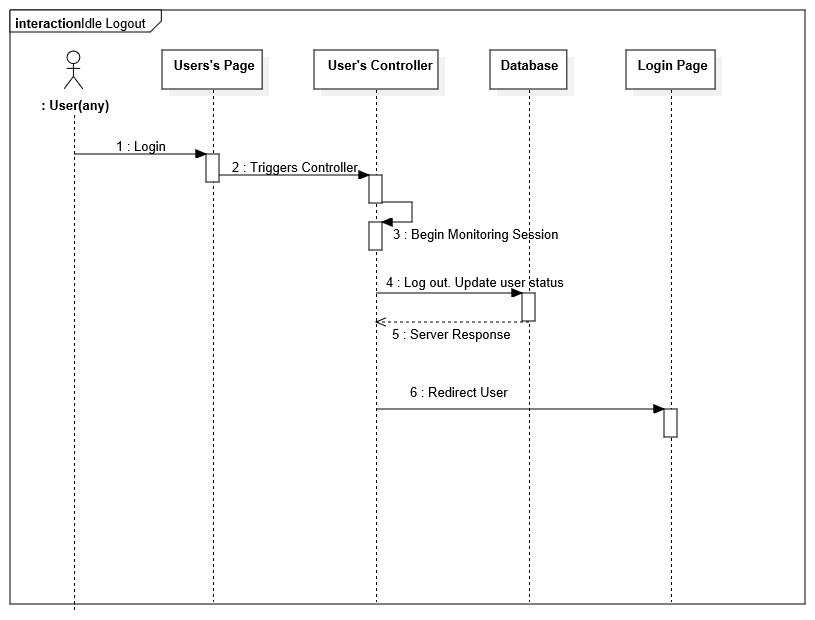 interactionIdle Logout
: User(any)
Users's Page
User's Controller
Database
Login Page
1 : Login
2 : Triggers Controller
3 : Begin Monitoring Session
4 : Log out. Update user status
5 : Server Response
6 : Redirect User